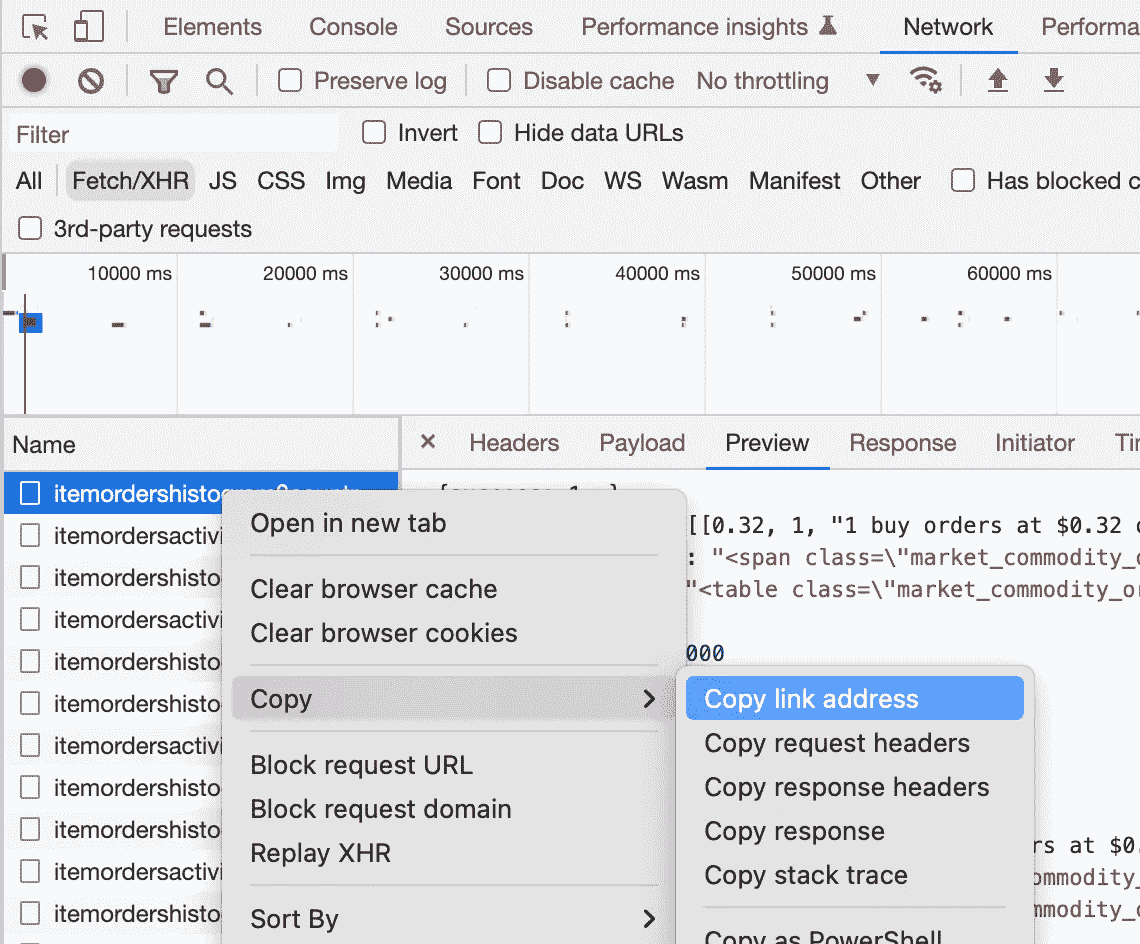 Elements Console Sources Performance insights Network Performa
Preserve log Disable cache No throttling
Filter Invert Hide data URLs
All Fetch/XHR JS CSS Img Media Font Doc WS Wasm Manifest Other Has blocked c
3rd-party requests
10000 ms 20000 ms 30000 ms 40000 ms 50000 ms 60000 ms
Name × Headers Payload Preview Response Initiator Tin
itemordershisto
[[0.32, 1, "1 buy orders at $0.32 o
: "<span class=\"market_commodity_o
"<table class=\"market_commodity_or
000
itemordersactivi
itemordershisto
itemordersactivi
itemordershisto
itemordershisto
itemordersactivi
itemordershisto
itemordershisto
itemordersactivi
itemordershisto
Open in new tab
Clear browser cache
Clear browser cookies
Copy
Block request URL
Block request domain
Replay XHR
Sort By
Copy link address
Copy request headers
Copy response headers
Copy response
Copy stack trace
Copy as PowerShell
rs at $0.
ommodity_
mmodity_o